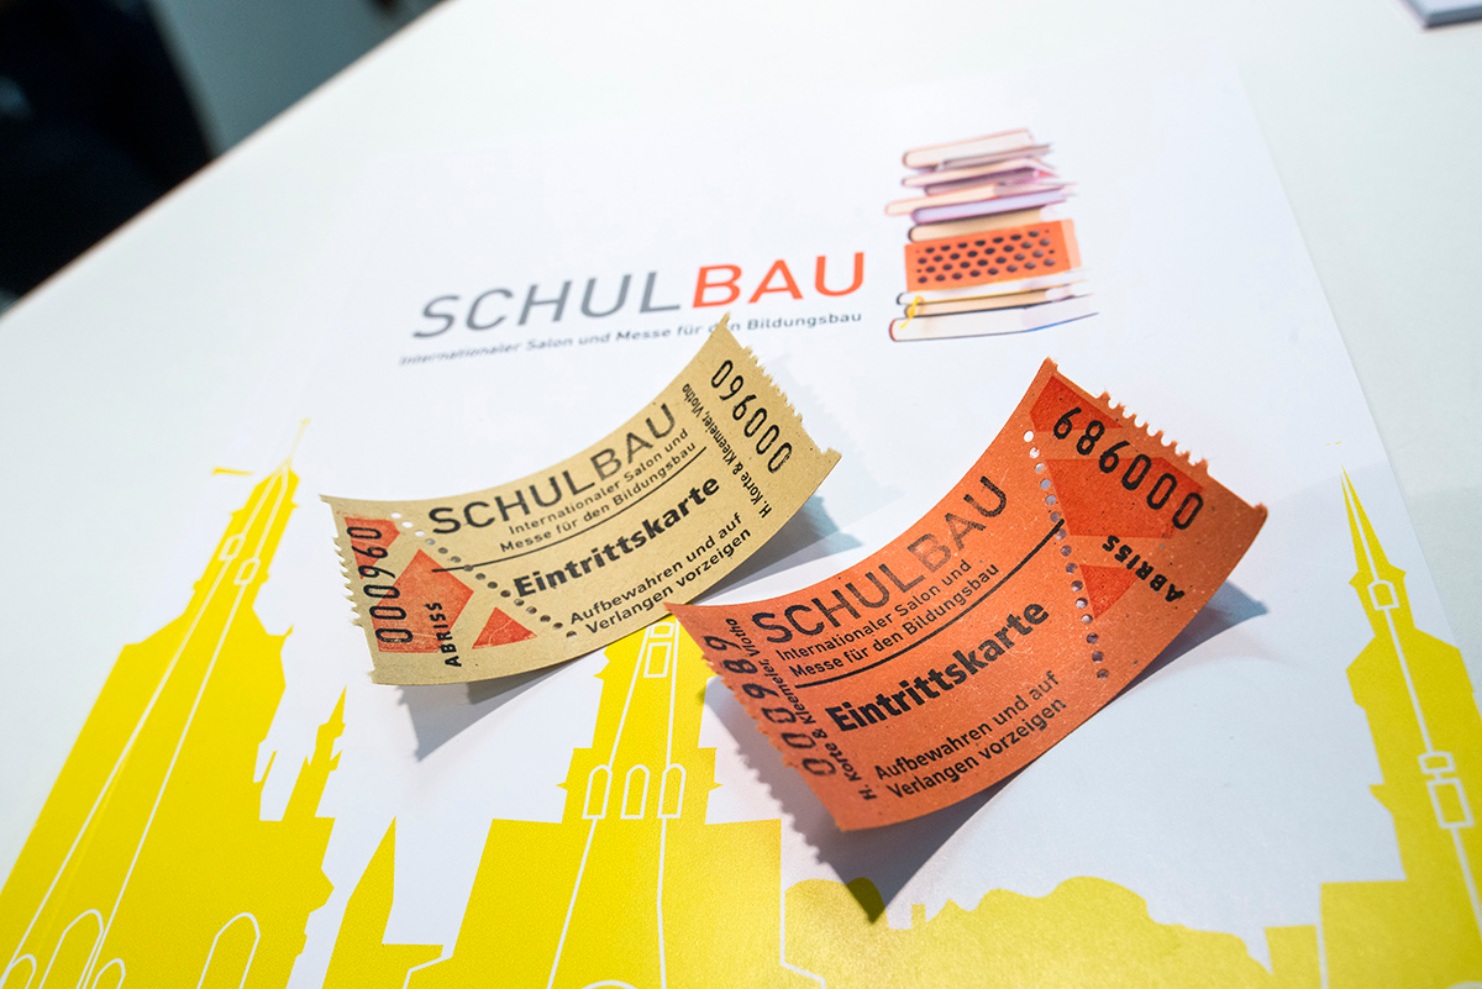 SCHULBAU
Internationaler Salon und Messe für den Bildungsbau
000960
ABRISS
SCHULBAU
Internationaler Salon und
Messe für den Bildungsbau
Eintrittskarte
Aufbewahren und auf
Verlangen vorzeigen
H. Korte & Kleemeier, Vlotho
000960
000989
H. Korte & Kleemeier, Vlotho
SCHULBAU
Internationaler Salon und
Messe für den Bildungsbau
Eintrittskarte
Aufbewahren und auf
Verlangen vorzeigen
ABRISS
000989